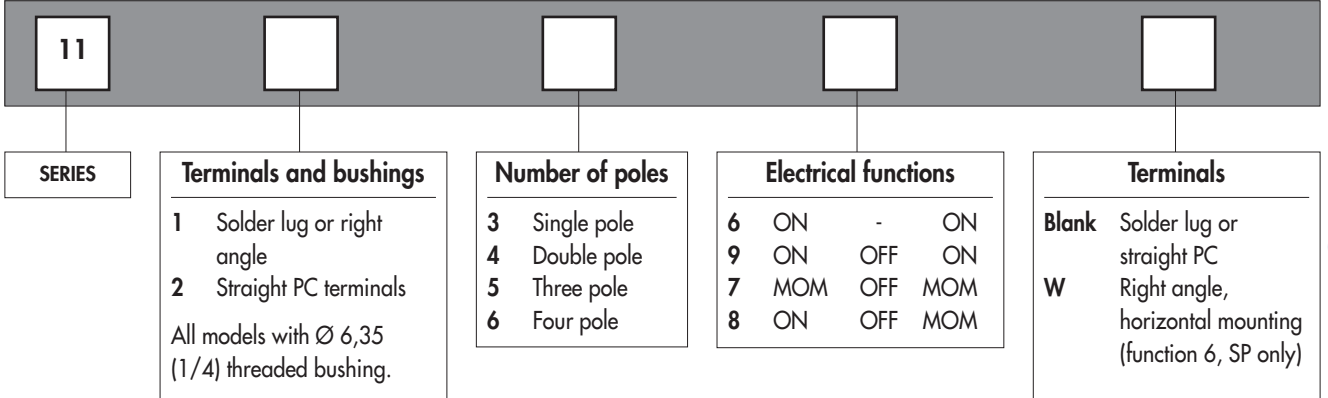 11
SERIES
Terminals and bushings
1 Solder lug or right
angle
2 Straight PC terminals
All models with Ø 6,35
(1/4) threaded bushing.
Number of poles
3 Single pole
4 Double pole
5 Three pole
6 Four pole
Electrical functions
6 ON - ON
9 ON OFF ON
7 MOM OFF MOM
8 ON OFF MOM
Terminals
Blank Solder lug or
straight PC
W Right angle,
horizontal mounting
(function 6, SP only)